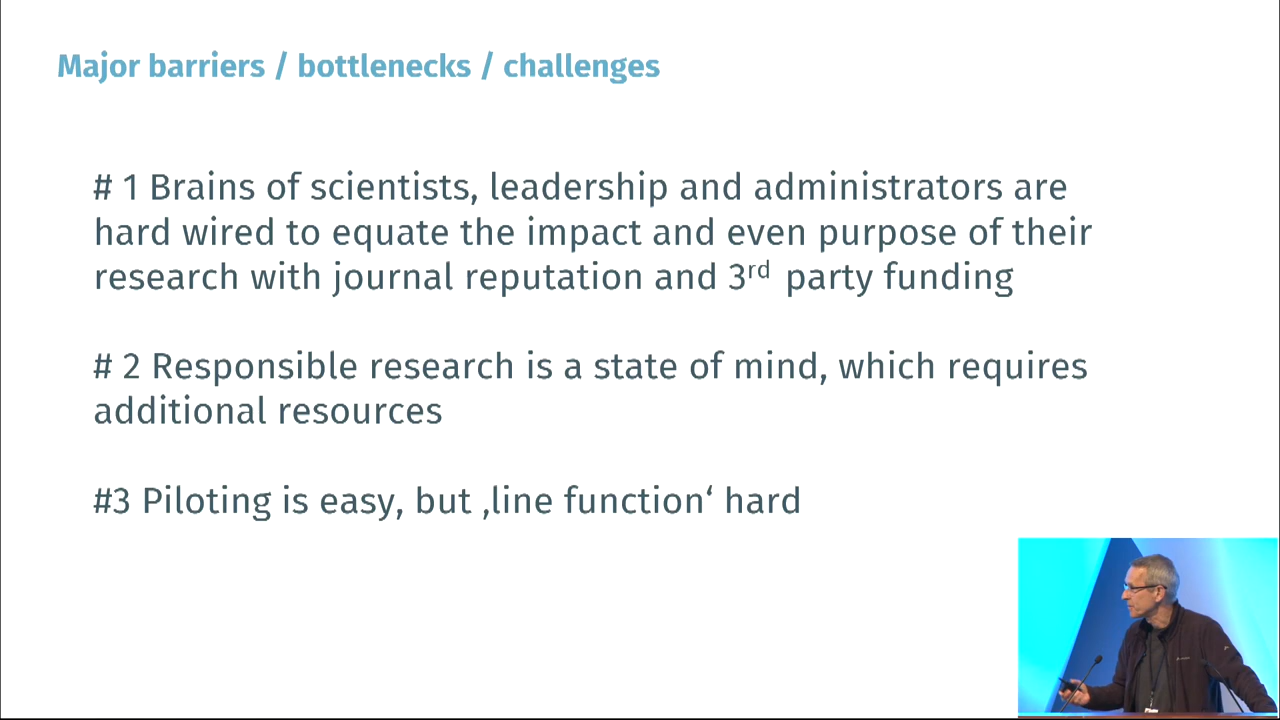 Major barriers / bottlenecks / challenges
# 1 Brains of scientists, leadership and administrators are
hard wired to equate the impact and even purpose of their
research with journal reputation and 3rd party funding
# 2 Responsible research is a state of mind, which requires
additional resources
#3 Piloting is easy, but ‚line function‘ hard